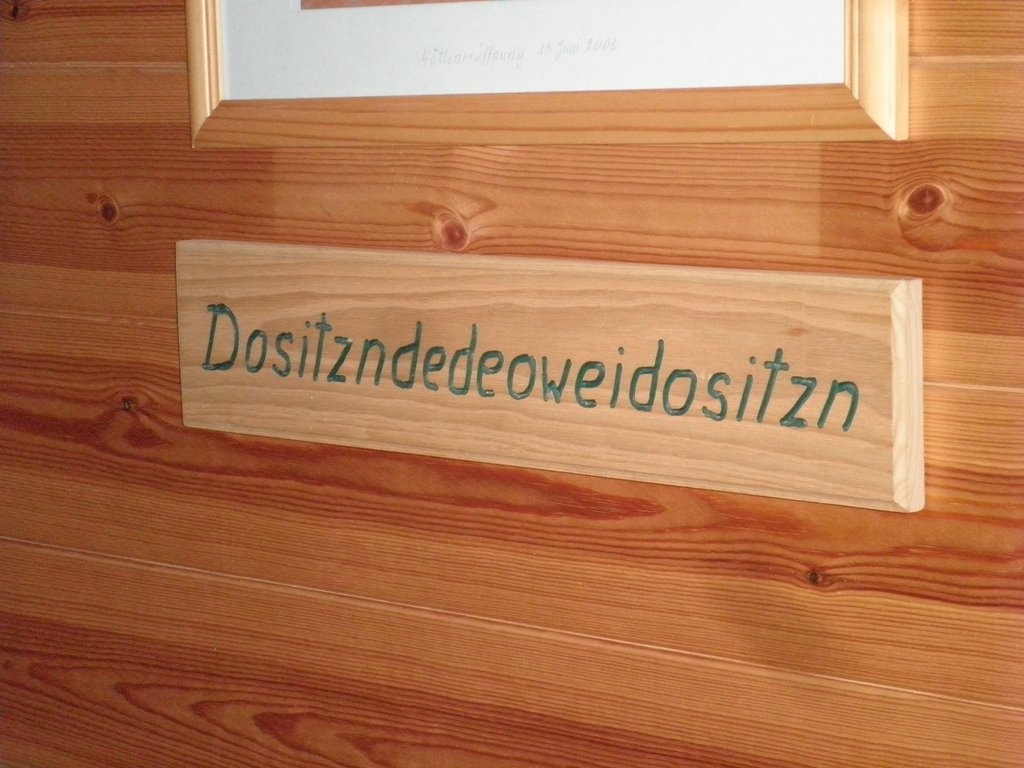 Hütteneröffnung 15 Juni 2003
Dositzndedeoweidositzn